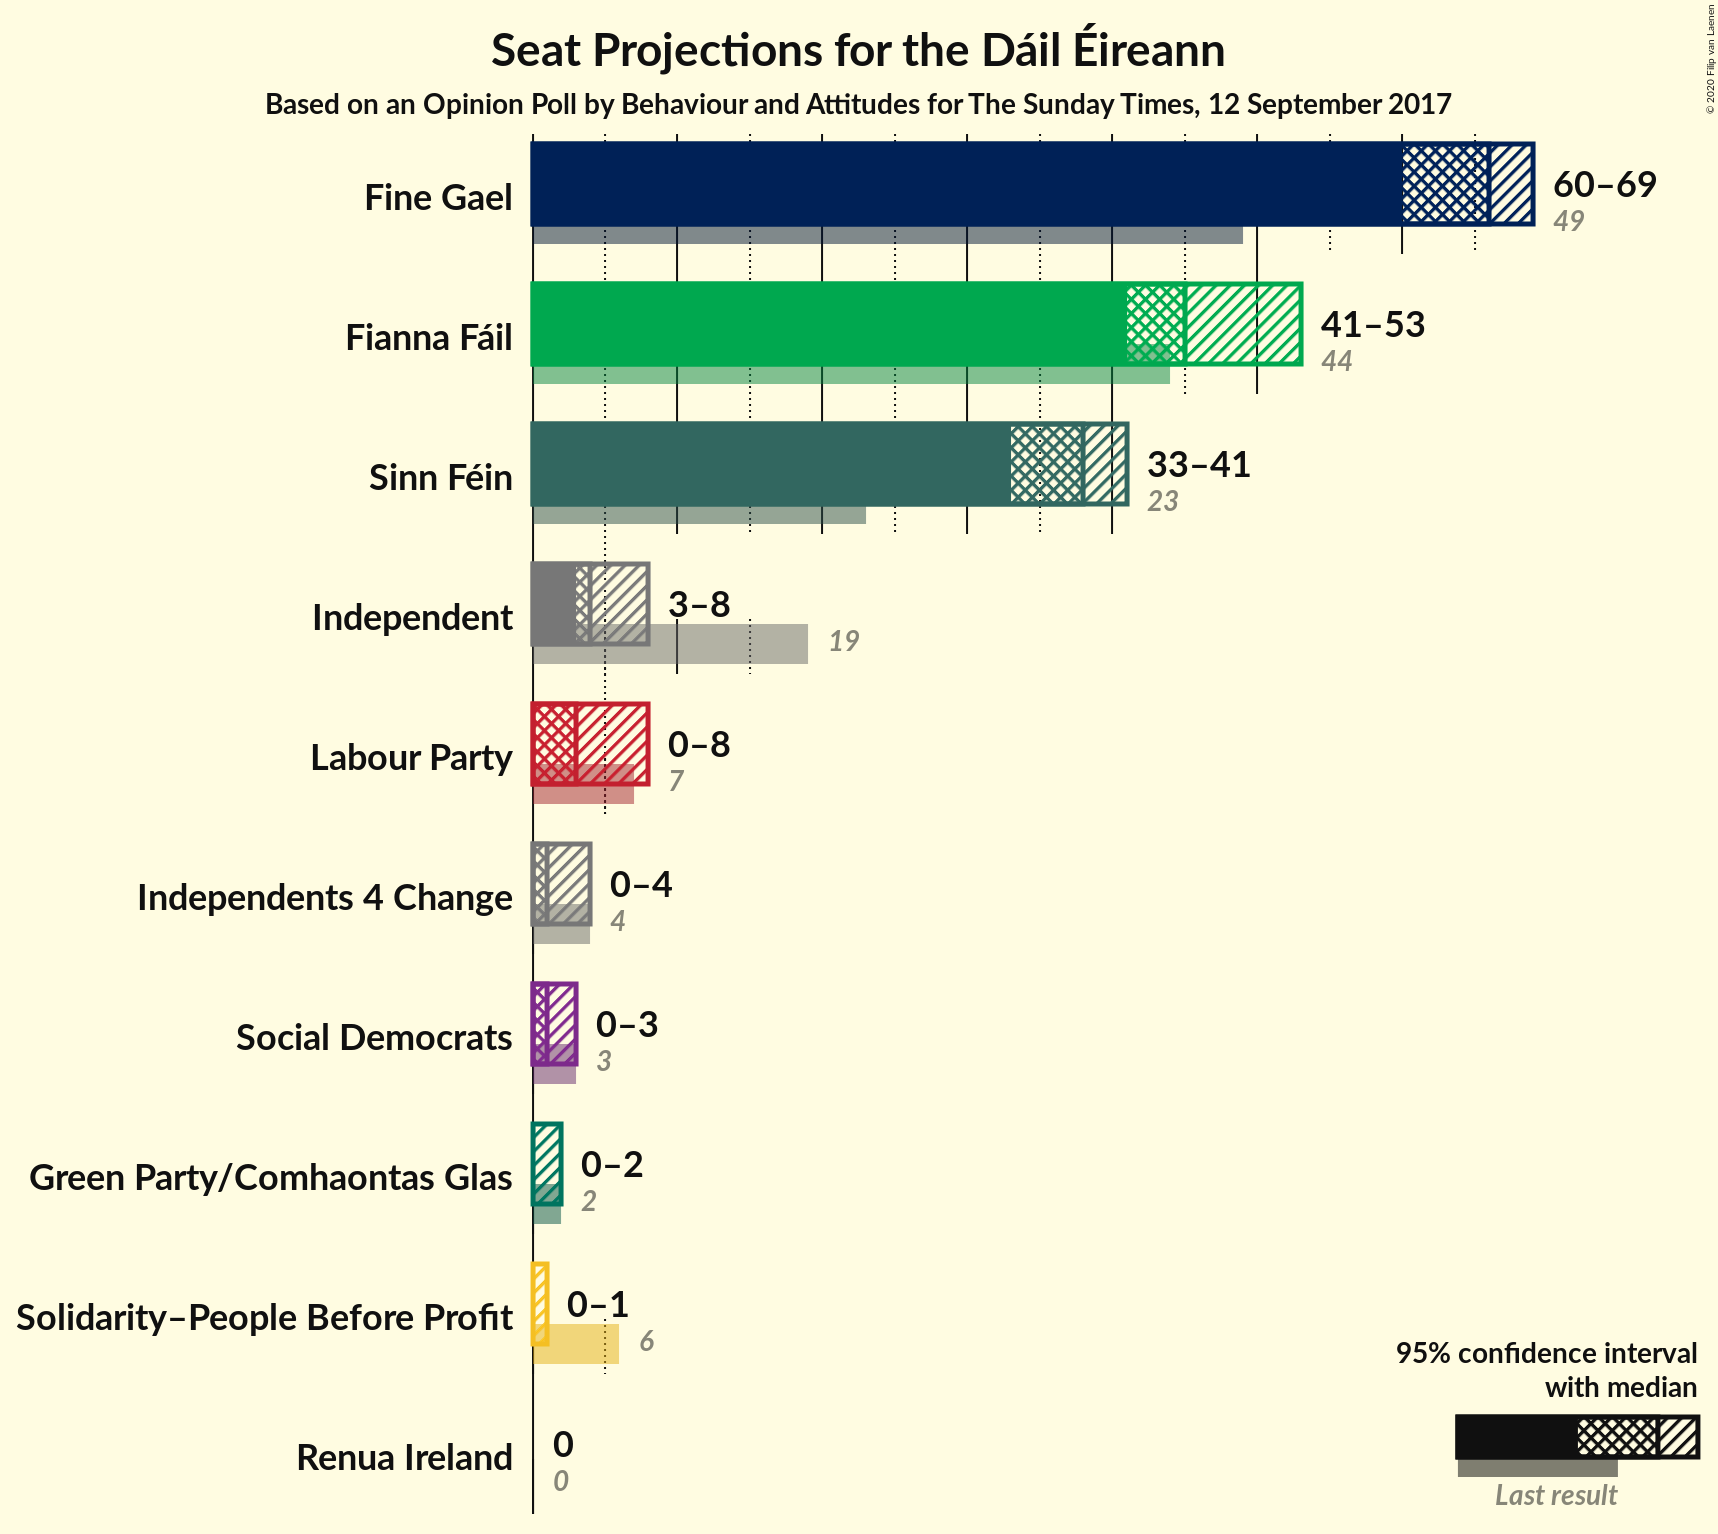 Seat Projections for the Dáil Éireann
Based on an Opinion Poll by Behaviour and Attitudes for The Sunday Times, 12 September 2017
© 2020 Filip van Laenen
Fine Gael
60–69
49
Fianna Fáil
41–53
44
Sinn Féin
33–41
23
Independent
3–8
19
Labour Party
0–8
7
Independents 4 Change
0–4
4
Social Democrats
0–3
3
Green Party/Comhaontas Glas
0–2
2
Solidarity–People Before Profit
0–1
6
Renua Ireland
0
0
95% confidence interval
with median
Last result